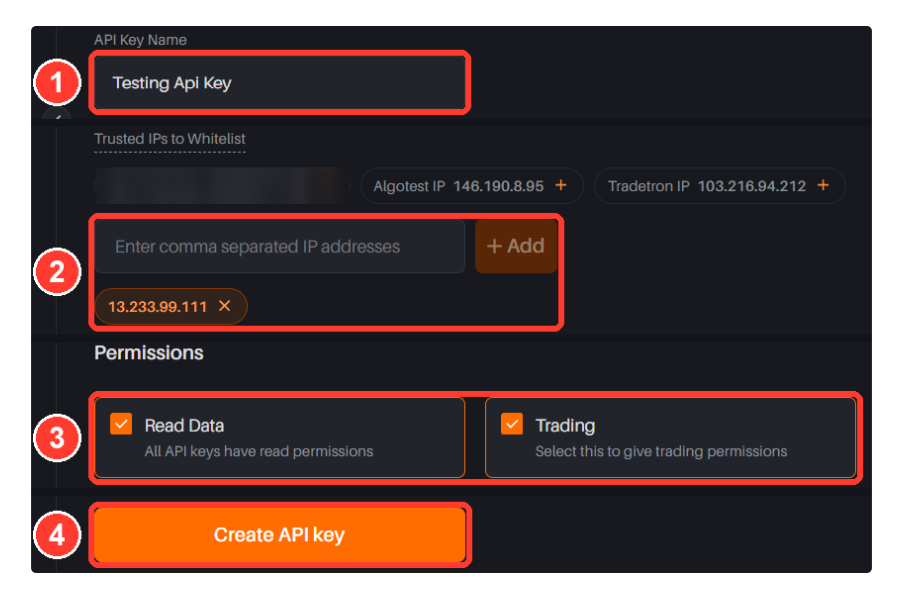 API Key Name
1
Testing Api Key
Trusted IPs to Whitelist
Algotest IP 146.190.8.95 + Tradetron IP 103.216.94.212 +
2
Enter comma separated IP addresses + Add
13.233.99.111 ×
Permissions
3
Read Data Trading
All API keys have read permissions Select this to give trading permissions
4
Create API key